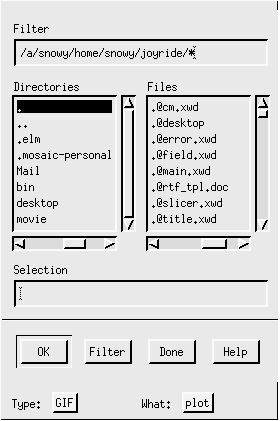 Filter
/a/snowy/home/snowy/joyride/*
Directories Files
. .@cm.xwd
.. .@desktop
.elm .@error.xwd
.mosaic-personal .@field.xwd
Mail .@main.xwd
bin .@rtf_tpl.doc
desktop .@slicer.xwd
movie .@title.xwd
Selection
OK Filter Done Help
Type: GIF What: plot